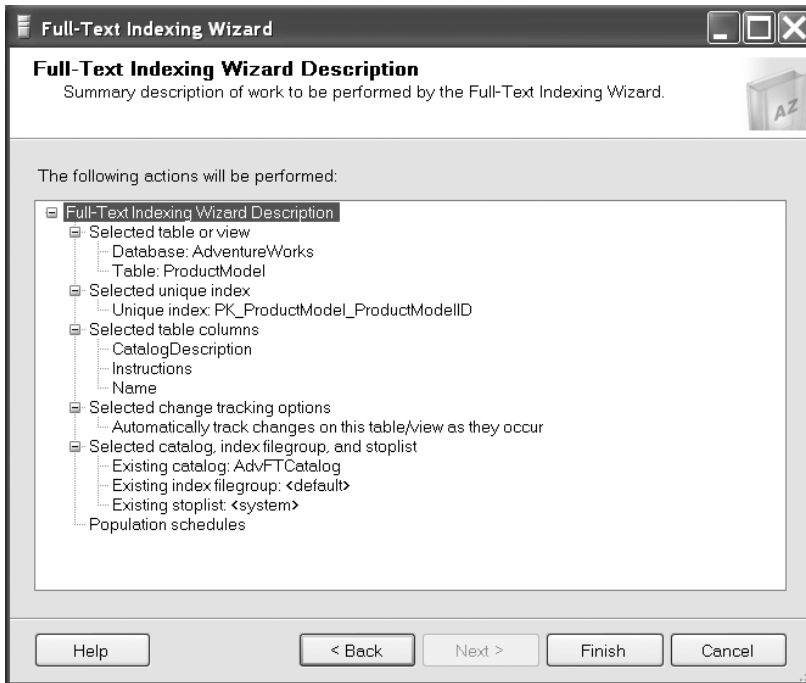 Full-Text Indexing Wizard
Full-Text Indexing Wizard Description
Summary description of work to be performed by the Full-Text Indexing Wizard.
AZ
The following actions will be performed:
Full-Text Indexing Wizard Description
Selected table or view
Database: AdventureWorks
Table: ProductModel
Selected unique index
Unique index: PK_ProductModel_ProductModelID
Selected table columns
CatalogDescription
Instructions
Name
Selected change tracking options
Automatically track changes on this table/view as they occur
Selected catalog, index filegroup, and stoplist
Existing catalog: AdvFTCatalog
Existing index filegroup: <default>
Existing stoplist: <system>
Population schedules
Help < Back Next > Finish Cancel